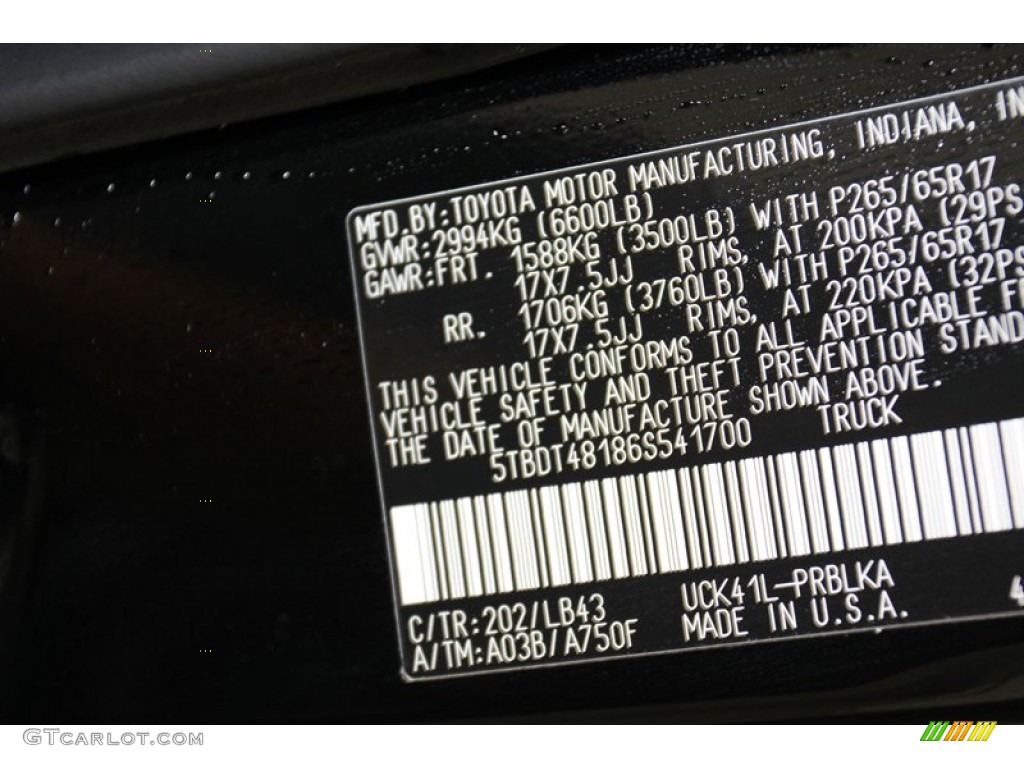 MFD.BY:TOYOTA MOTOR MANUFACTURING, INDIANA, IN
GVWR:2994KG (6600LB)
GAWR:FRT. 1588KG (3500LB) WITH P265/65R17
17X7.5JJ RIMS, AT 200KPA (29PS
RR. 1706KG (3760LB) WITH P265/65R17
17X7.5JJ RIMS, AT 220KPA (32PS
THIS VEHICLE CONFORMS TO ALL APPLICABLE F
VEHICLE SAFETY AND THEFT PREVENTION STAND
THE DATE OF MANUFACTURE SHOWN ABOVE.
5TBDT48186S541700 TRUCK
C/TR:202/LB43 UCK41L-PRBLKA 4
A/TM:A03B/A750F MADE IN U.S.A.
GTCARLOT.COM